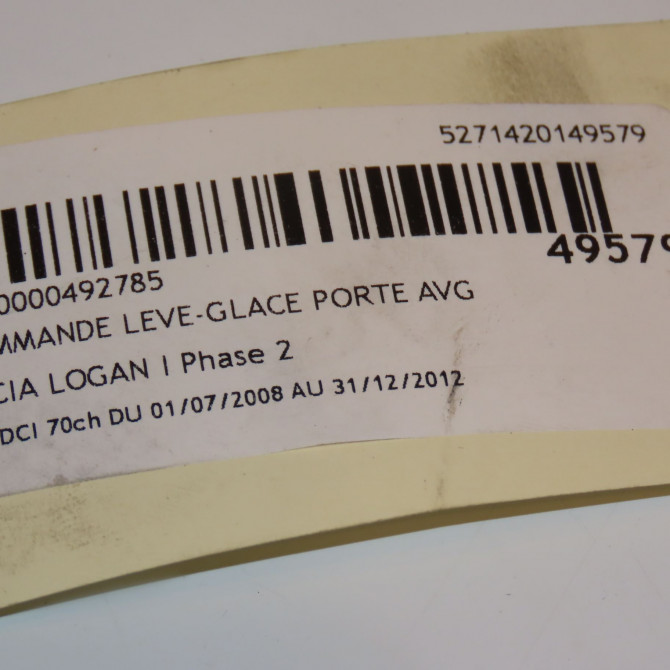 5271420149579
49579
0000492785
MMANDE LEVE-GLACE PORTE AVG
CIA LOGAN I Phase 2
DCI 70ch DU 01/07/2008 AU 31/12/2012